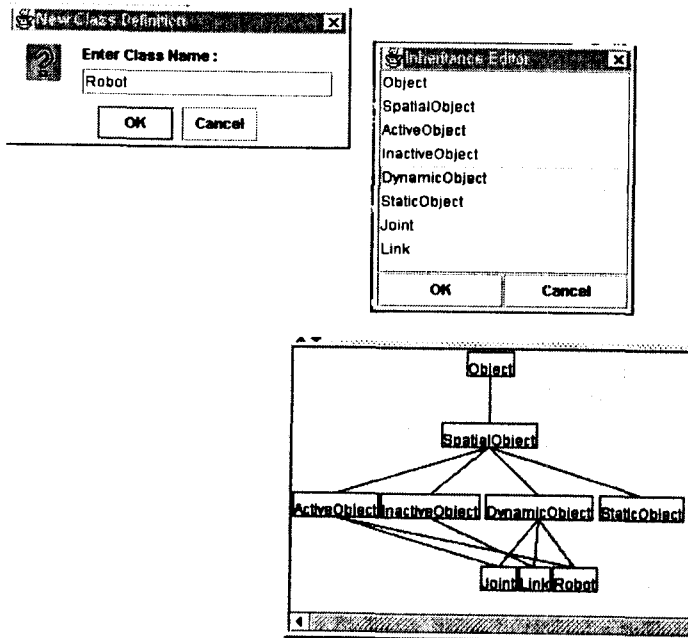 New Class Definition
Enter Class Name :
Robot
OK
Cancel
Inheritance Editor
Object
SpatialObject
ActiveObject
InactiveObject
DynamicObject
StaticObject
Joint
Link
OK
Cancel
Object
SpatialObject
ActiveObject InactiveObject DynamicObject StaticObject
Joint Link Robot